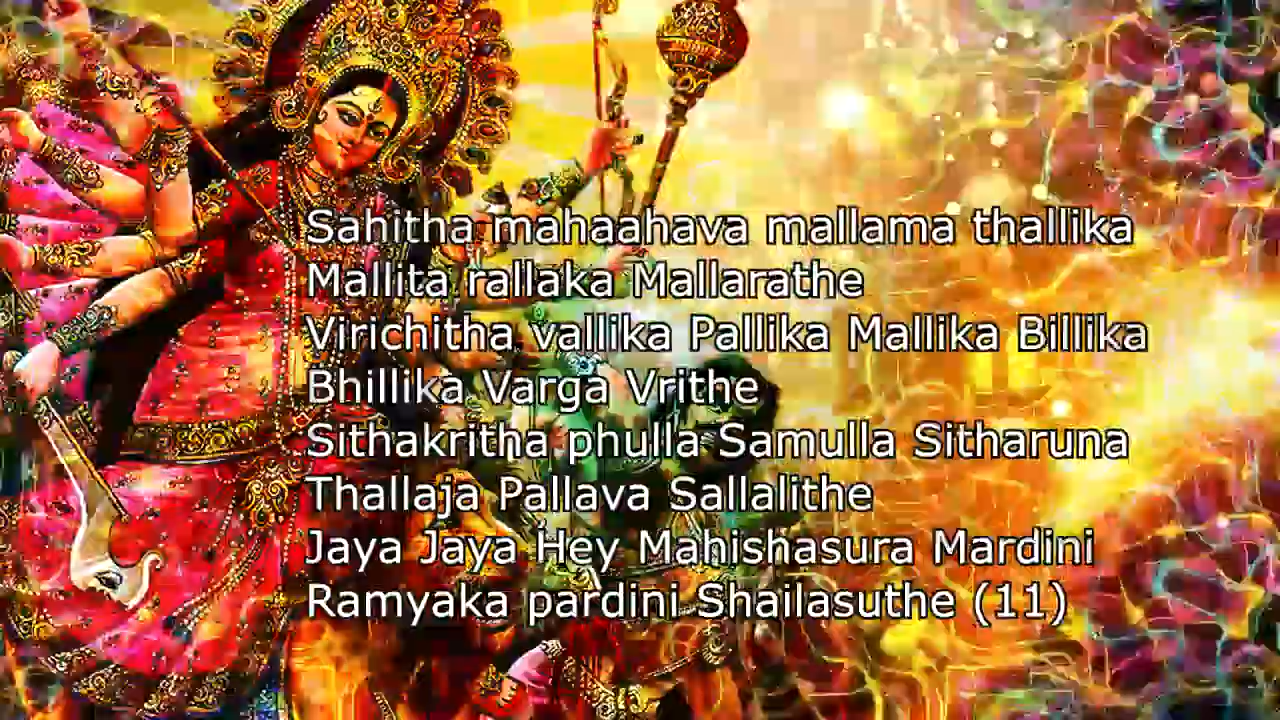 Sahitha mahaahava mallama thallika
Mallita rallaka Mallarathe
Virichitha vallika Pallika Mallika Billika
Bhillika Varga Vrithe
Sithakritha phulla Samulla Sitharuna
Thallaja Pallava Sallalithe
Jaya Jaya Hey Mahishasura Mardini
Ramyaka pardini Shailasuthe (11)